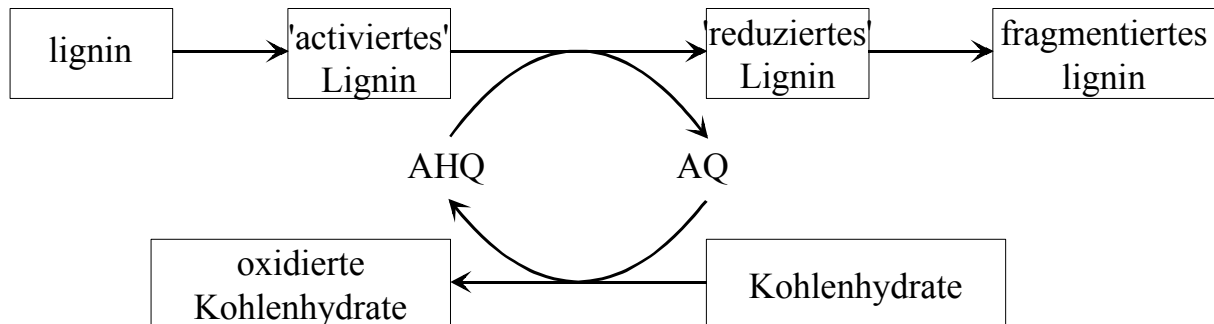 lignin
'activiertes'
Lignin
'reduziertes'
Lignin
fragmentiertes
lignin
AHQ
AQ
oxidierte
Kohlenhydrate
Kohlenhydrate